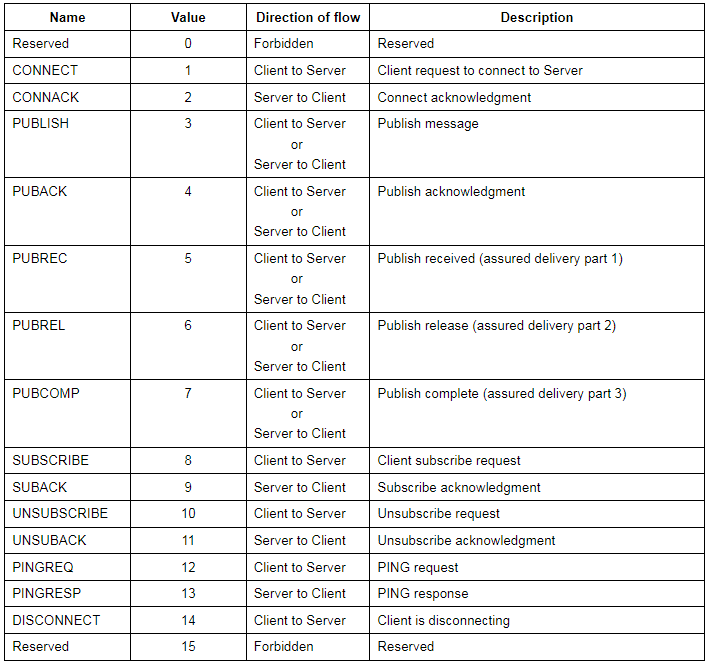 Name Value Direction of flow Description
Reserved 0 Forbidden Reserved
CONNECT 1 Client to Server Client request to connect to Server
CONNACK 2 Server to Client Connect acknowledgment
PUBLISH 3 Client to Server Publish message
or
Server to Client
PUBACK 4 Client to Server Publish acknowledgment
or
Server to Client
PUBREC 5 Client to Server Publish received (assured delivery part 1)
or
Server to Client
PUBREL 6 Client to Server Publish release (assured delivery part 2)
or
Server to Client
PUBCOMP 7 Client to Server Publish complete (assured delivery part 3)
or
Server to Client
SUBSCRIBE 8 Client to Server Client subscribe request
SUBACK 9 Server to Client Subscribe acknowledgment
UNSUBSCRIBE 10 Client to Server Unsubscribe request
UNSUBACK 11 Server to Client Unsubscribe acknowledgment
PINGREQ 12 Client to Server PING request
PINGRESP 13 Server to Client PING response
DISCONNECT 14 Client to Server Client is disconnecting
Reserved 15 Forbidden Reserved